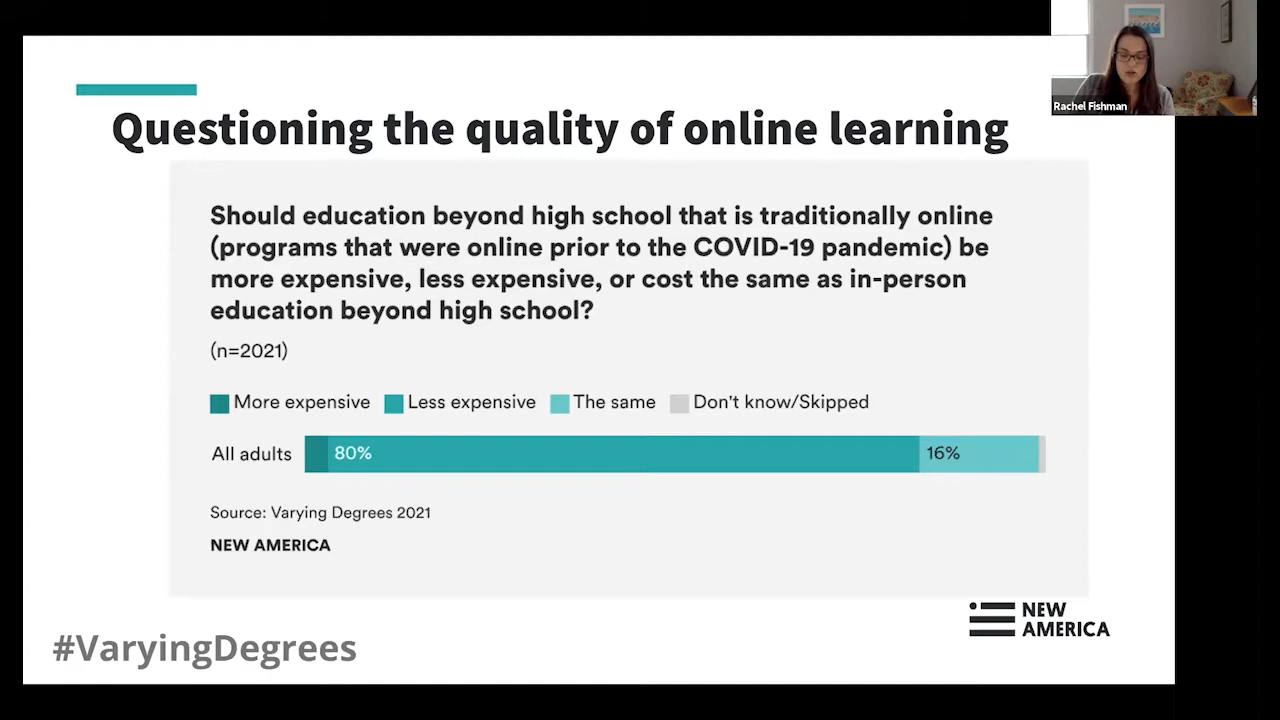 Rachel Fishman
Questioning the quality of online learning
Should education beyond high school that is traditionally online
(programs that were online prior to the COVID-19 pandemic) be
more expensive, less expensive, or cost the same as in-person
education beyond high school?
(n=2021)
More expensive Less expensive The same Don't know/Skipped
All adults 80% 16%
Source: Varying Degrees 2021
NEW AMERICA
NEW
AMERICA
#VaryingDegrees